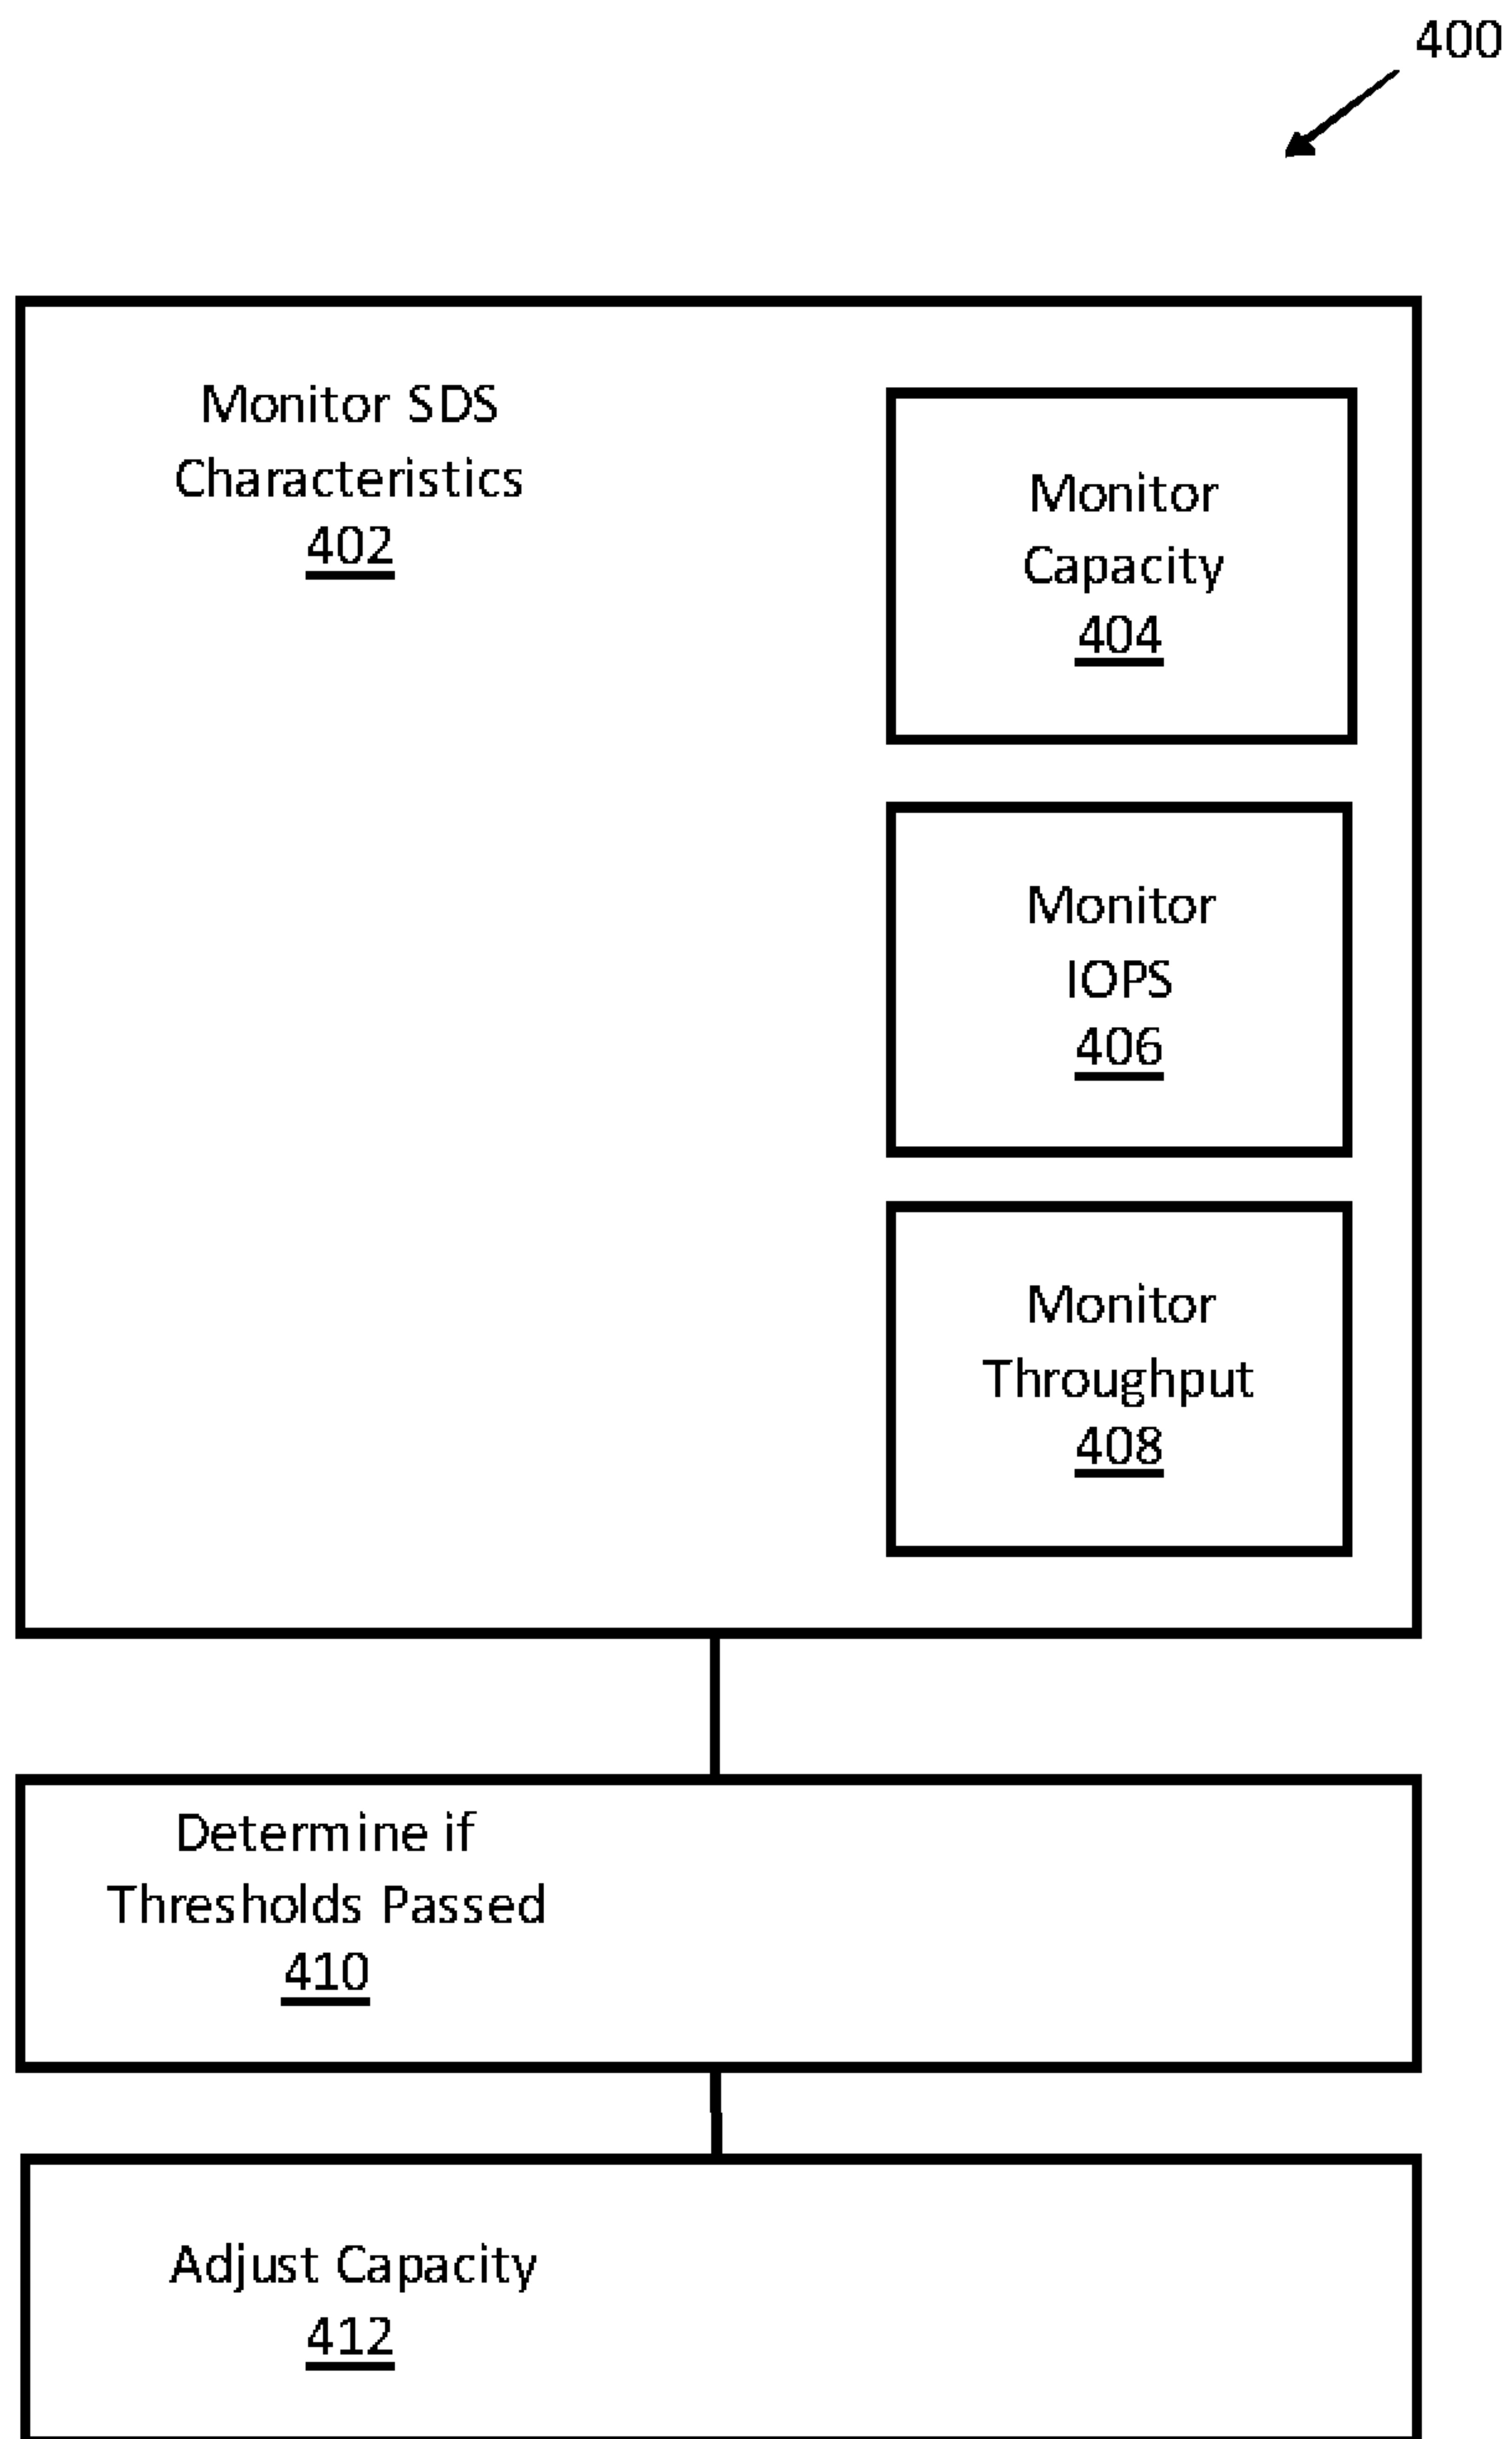 400
Monitor SDS
Characteristics
402
Monitor
Capacity
404
Monitor
IOPS
406
Monitor
Throughput
408
Determine if
Thresholds Passed
410
Adjust Capacity
412